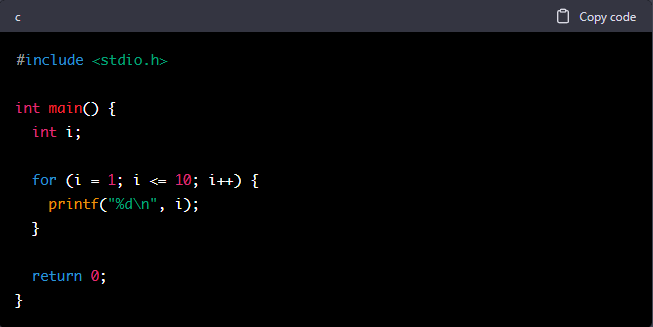 c
Copy code
#include <stdio.h>
int main() {
  int i;
  for (i = 1; i <= 10; i++) {
    printf("%d\n", i);
  }
  return 0;
}